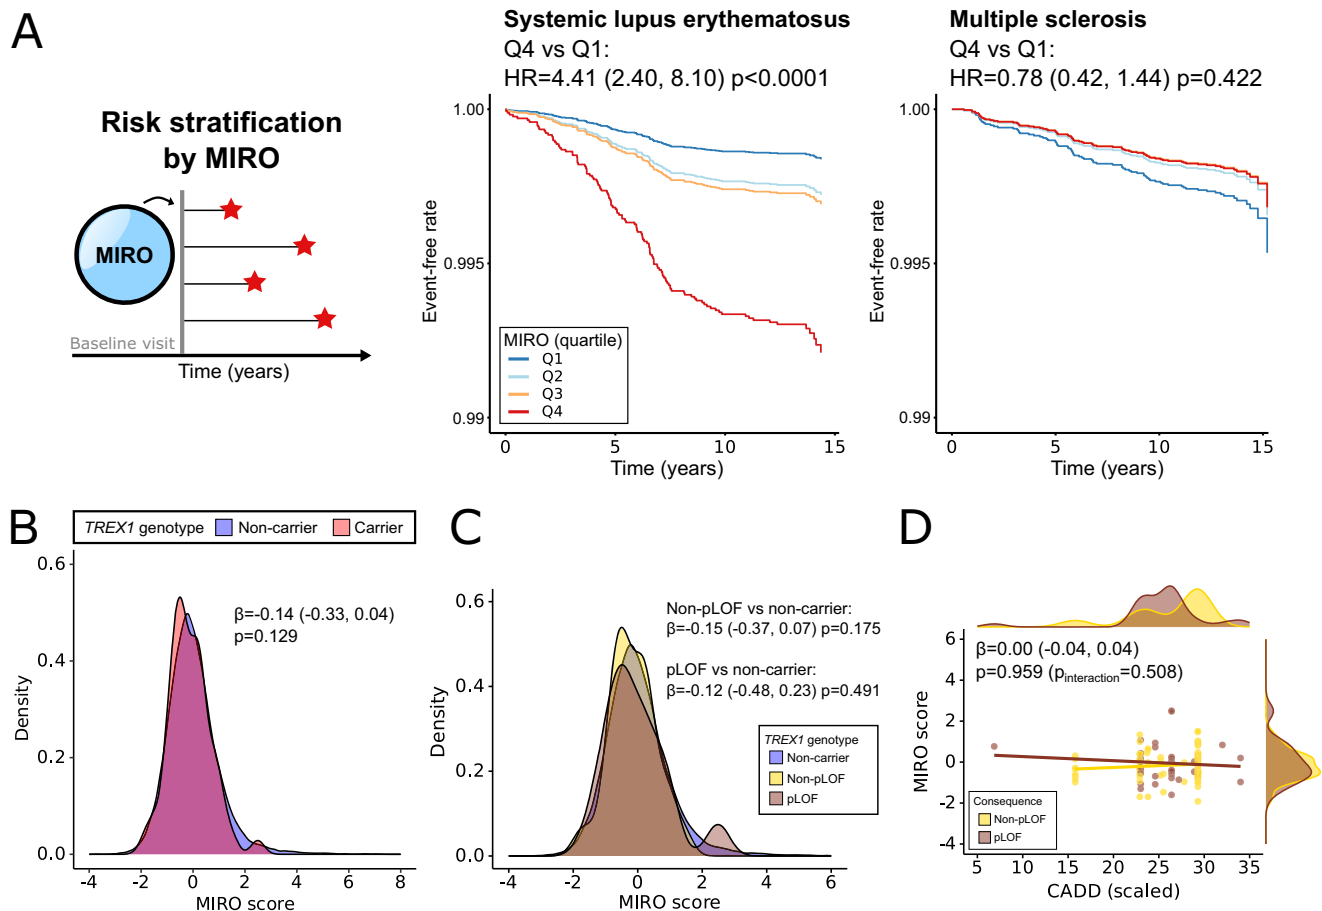 A
Risk stratification
by MIRO
MIRO
Baseline visit
Time (years)
Systemic lupus erythematosus
Q4 vs Q1:
HR=4.41 (2.40, 8.10) p<0.0001
1.00
0.995
0.99
Event-free rate
MIRO (quartile)
Q1
Q2
Q3
Q4
0 5 10 15
Time (years)
Multiple sclerosis
Q4 vs Q1:
HR=0.78 (0.42, 1.44) p=0.422
1.00
0.995
0.99
Event-free rate
0 5 10 15
Time (years)
B
TREX1 genotype Non-carrier Carrier
0.6
0.4
0.2
0.0
Density
β=-0.14 (-0.33, 0.04)
p=0.129
-4 -2 0 2 4 6 8
MIRO score
C
0.6
0.4
0.2
0.0
Density
Non-pLOF vs non-carrier:
β=-0.15 (-0.37, 0.07) p=0.175
pLOF vs non-carrier:
β=-0.12 (-0.48, 0.23) p=0.491
TREX1 genotype
Non-carrier
Non-pLOF
pLOF
-4 -2 0 2 4 6
MIRO score
D
6
4
2
0
-2
-4
MIRO score
β=0.00 (-0.04, 0.04)
p=0.959 (pinteraction=0.508)
Consequence
Non-pLOF
pLOF
5 10 15 20 25 30 35
CADD (scaled)